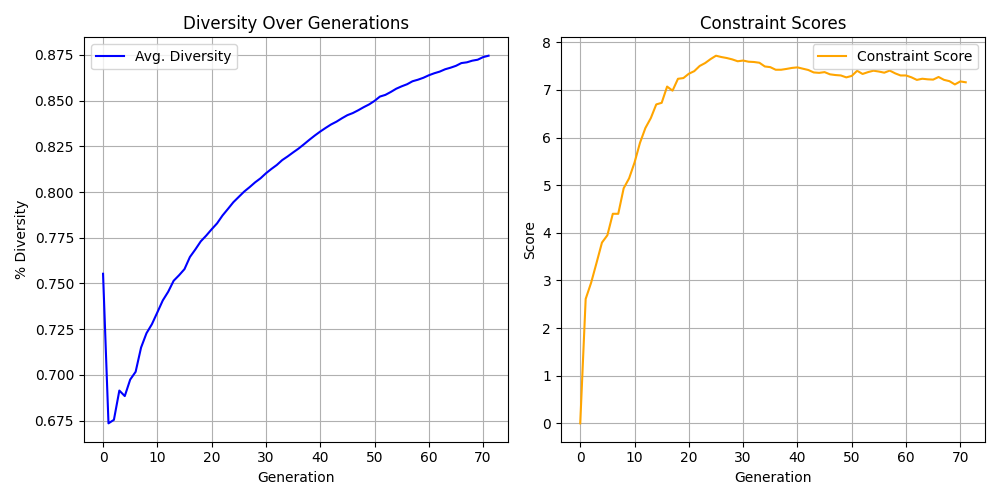 Diversity Over Generations
Avg. Diversity
% Diversity
0.875
0.850
0.825
0.800
0.775
0.750
0.725
0.700
0.675
0 10 20 30 40 50 60 70
Generation
Constraint Scores
Constraint Score
Score
8
7
6
5
4
3
2
1
0
0 10 20 30 40 50 60 70
Generation